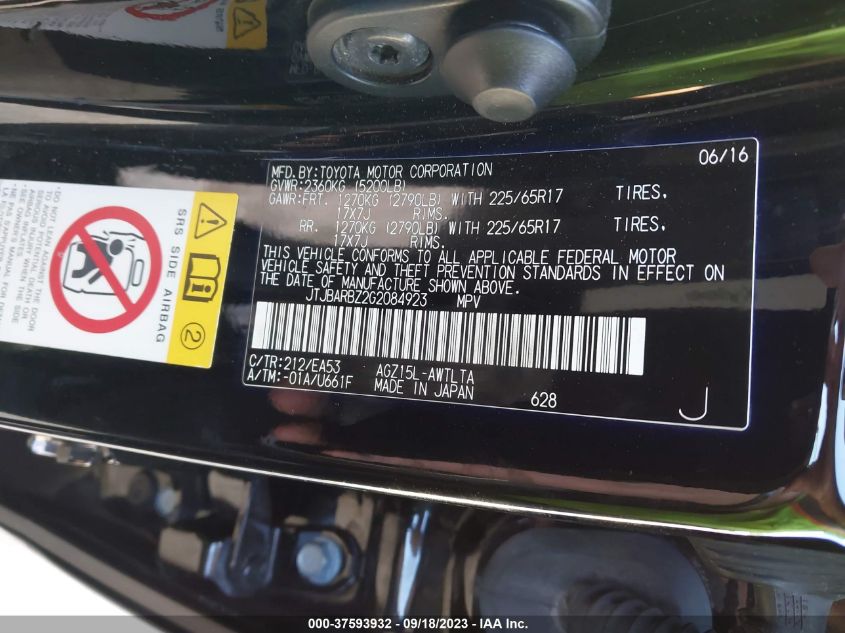 06/16
MFD.BY:TOYOTA MOTOR CORPORATION
GVWR:2360KG (5200LB)
GAWR:FRT. 1270KG (2790LB) WITH 225/65R17 TIRES,
17X7J RIMS.
RR. 1270KG (2790LB) WITH 225/65R17 TIRES,
17X7J RIMS.
THIS VEHICLE CONFORMS TO ALL APPLICABLE FEDERAL MOTOR
VEHICLE SAFETY AND THEFT PREVENTION STANDARDS IN EFFECT ON
THE DATE OF MANUFACTURE SHOWN ABOVE.
JTJBARBZ2G2084923 MPV
C/TR:212/EA53 AGZ15L-AWTLTA
A/TM:-01A/U661F MADE IN JAPAN 628
J
SRS SIDE AIRBAG
2
000-37593932 - 09/18/2023 - IAA Inc.